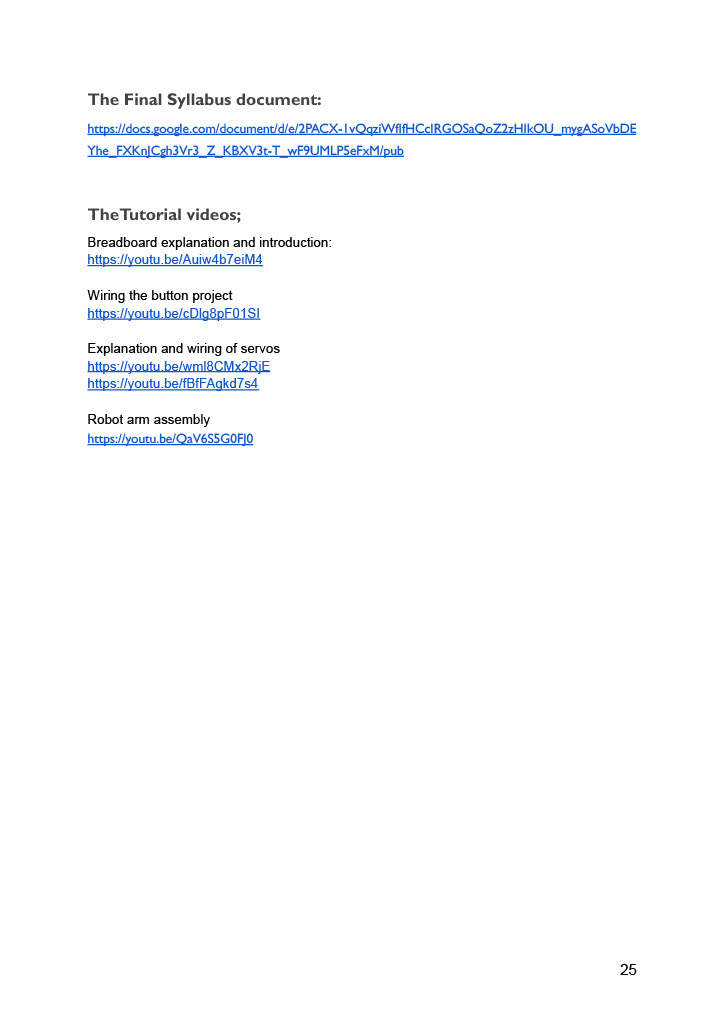 The Final Syllabus document:
https://docs.google.com/document/d/e/2PACX-1vQqziWflfHCclRGOSaQoZ2zHlkOU_mygASoVbDE
Yhe_FXKnJCgh3Vr3_Z_KBXV3t-T_wF9UMLP5eFxM/pub
TheTutorial videos;
Breadboard explanation and introduction:
https://youtu.be/Auiw4b7eiM4
Wiring the button project
https://youtu.be/cDlg8pF01SI
Explanation and wiring of servos
https://youtu.be/wml8CMx2RjE
https://youtu.be/fBfFAgkd7s4
Robot arm assembly
https://youtu.be/QaV6S5G0FJ0
25